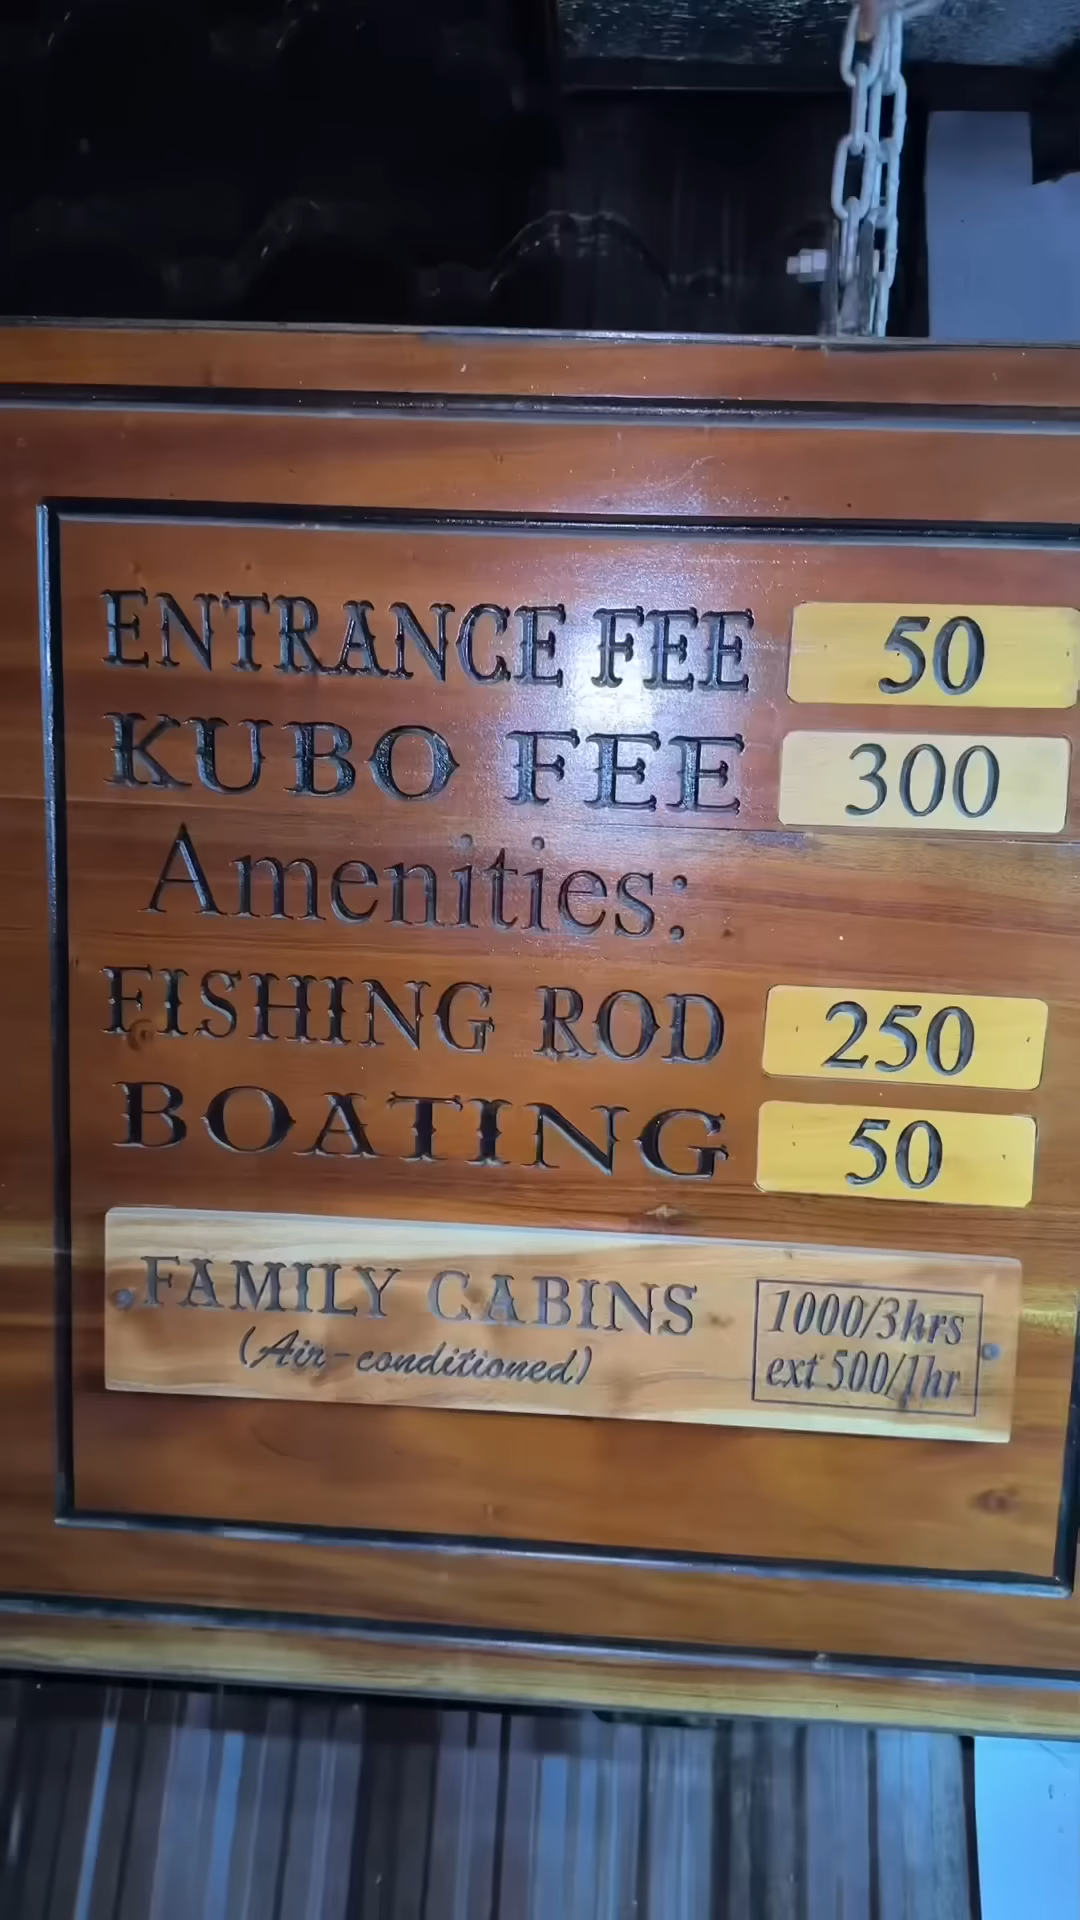 ENTRANCE FEE 50
KUBO FEE 300
Amenities:
FISHING ROD 250
BOATING 50
FAMILY CABINS 1000/3hrs
(Air-conditioned) ext 500/1hr